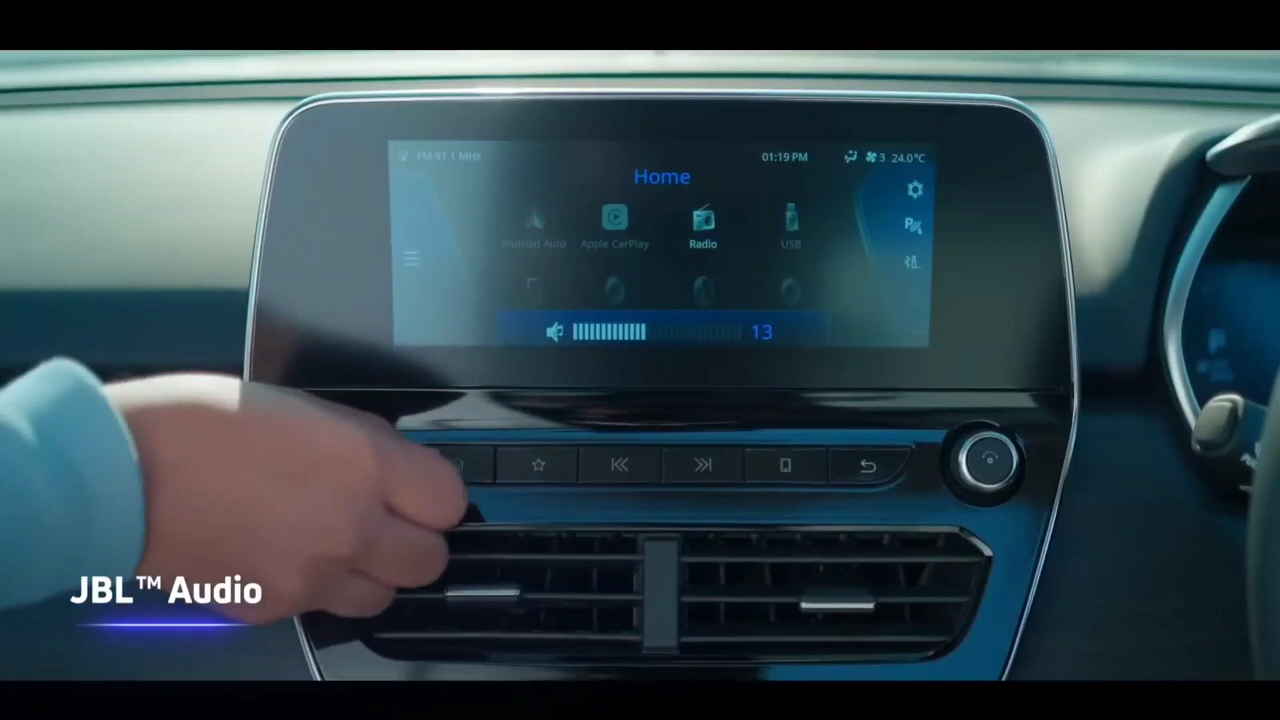 FM 91.1 MHz
01:19 PM
3
24.0°C
Home
Android Auto
Apple CarPlay
Radio
USB
P
13
JBL™ Audio